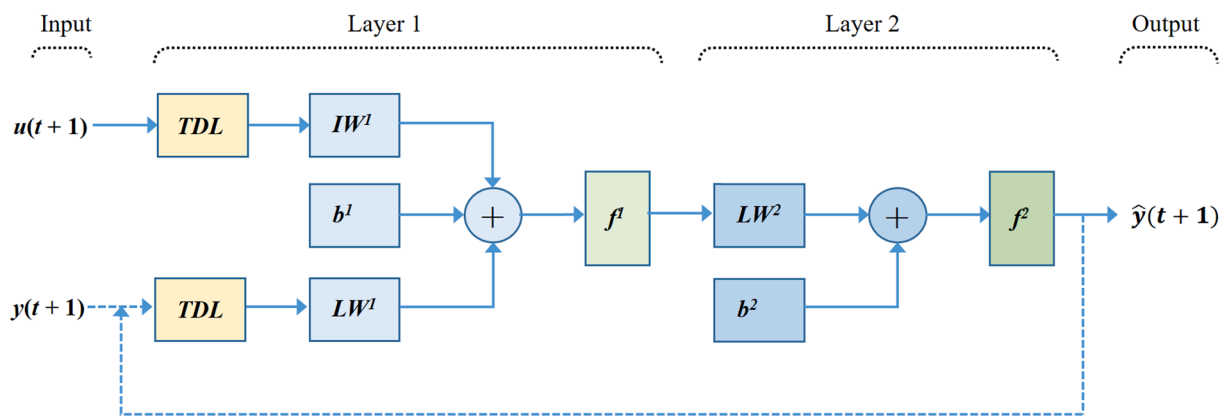 Input Layer 1 Layer 2 Output
u(t + 1) TDL IW¹
b¹ + f¹ LW² + f² ŷ(t + 1)
y(t + 1) TDL LW¹ b²